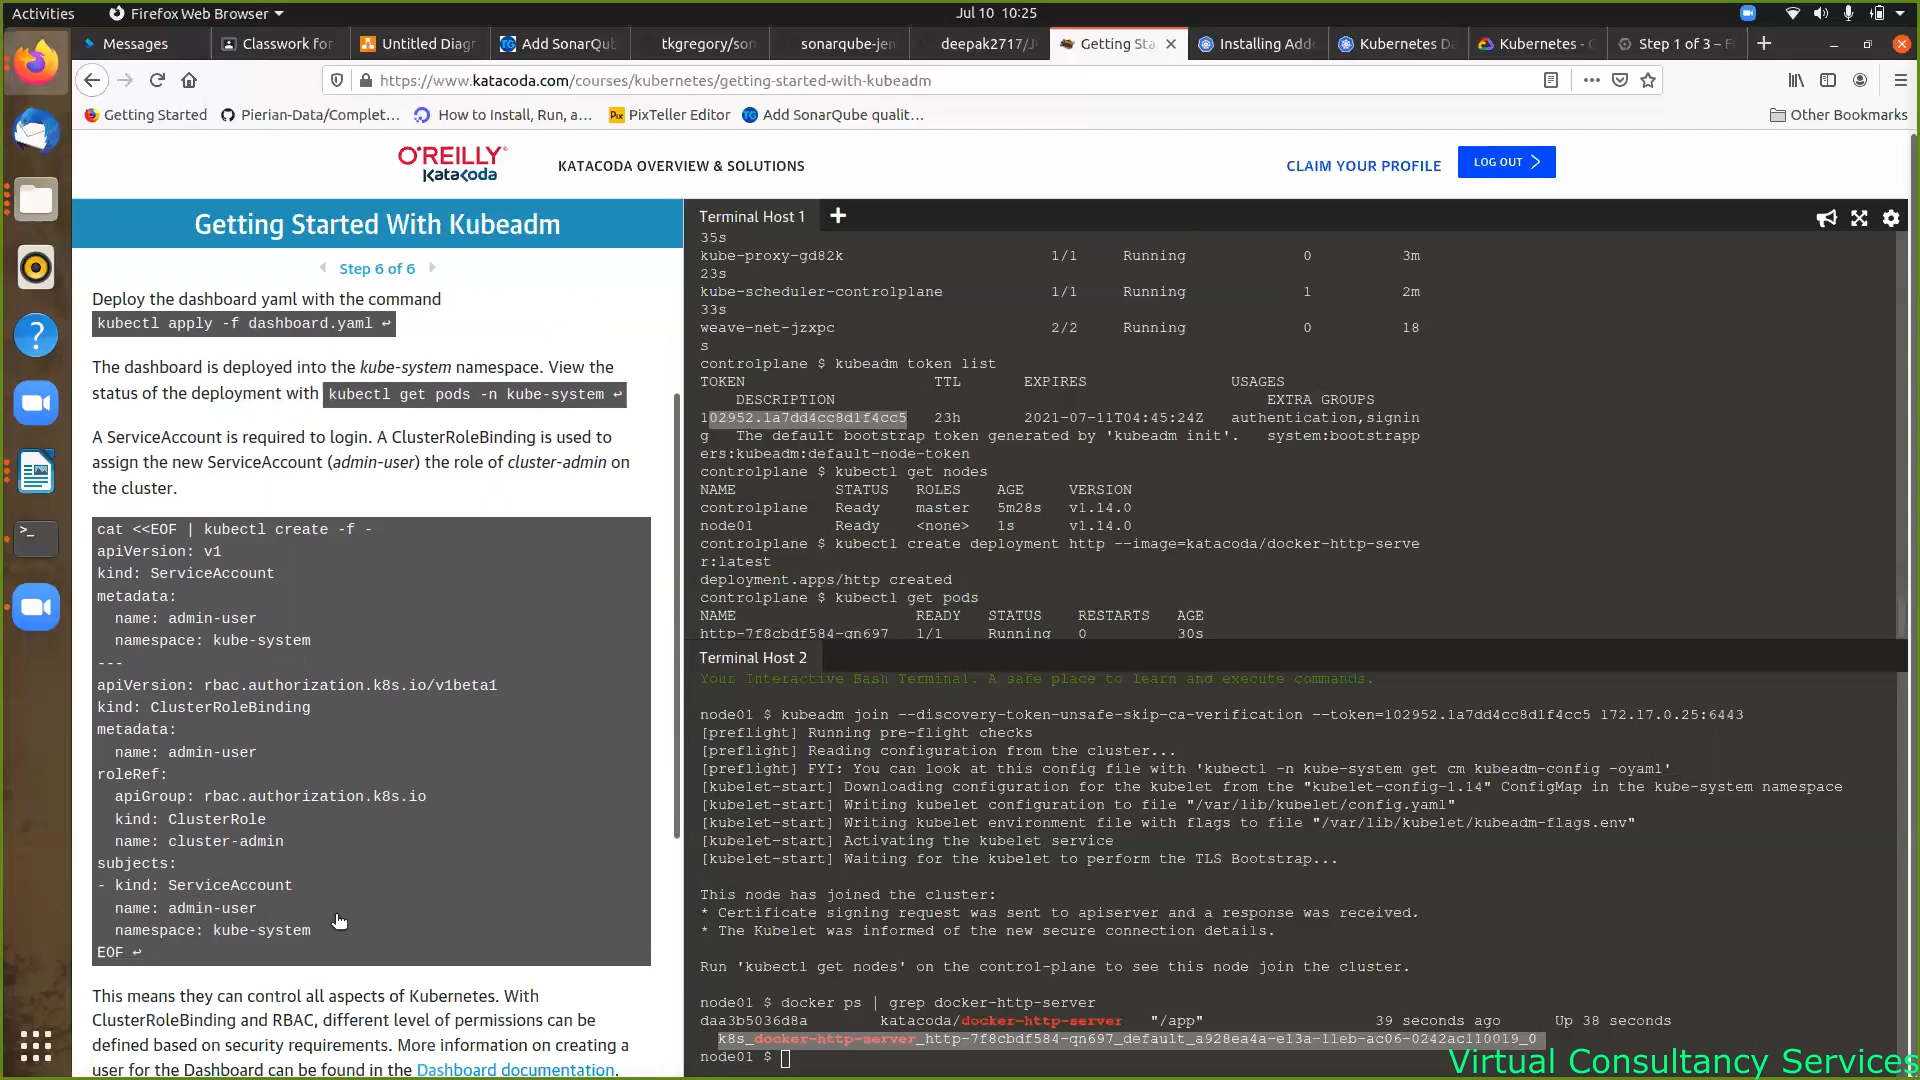 Activities
Firefox Web Browser
Jul 10 10:25
Messages
Classwork for
Untitled Diagr
Add SonarQu
tkgregory/son
sonarqube-jen
deepak2717/J
Getting Sta
Installing Add
Kubernetes Da
Kubernetes - G
Step 1 of 3 – F
https://www.katacoda.com/courses/kubernetes/getting-started-with-kubeadm
Getting Started
Pierian-Data/Complet…
How to Install, Run, a…
Pix
PixTeller Editor
Add SonarQube qualit…
Other Bookmarks
O'REILLY
Katacoda
KATACODA OVERVIEW & SOLUTIONS
CLAIM YOUR PROFILE
LOG OUT
Getting Started With Kubeadm
Step 6 of 6
Deploy the dashboard yaml with the command
kubectl apply -f dashboard.yaml ↩
The dashboard is deployed into the kube-system namespace. View the
status of the deployment with kubectl get pods -n kube-system ↩
A ServiceAccount is required to login. A ClusterRoleBinding is used to
assign the new ServiceAccount (admin-user) the role of cluster-admin on
the cluster.
cat <<EOF | kubectl create -f -
apiVersion: v1
kind: ServiceAccount
metadata:
  name: admin-user
  namespace: kube-system
---
apiVersion: rbac.authorization.k8s.io/v1beta1
kind: ClusterRoleBinding
metadata:
  name: admin-user
roleRef:
  apiGroup: rbac.authorization.k8s.io
  kind: ClusterRole
  name: cluster-admin
subjects:
- kind: ServiceAccount
  name: admin-user
  namespace: kube-system
EOF ↩
This means they can control all aspects of Kubernetes. With
ClusterRoleBinding and RBAC, different level of permissions can be
defined based on security requirements. More information on creating a
user for the Dashboard can be found in the Dashboard documentation.
Terminal Host 1
35s
kube-proxy-gd82k 1/1 Running 0 3m
23s
kube-scheduler-controlplane 1/1 Running 1 2m
33s
weave-net-jzxpc 2/2 Running 0 18
s
controlplane $ kubeadm token list
TOKEN TTL EXPIRES USAGES
DESCRIPTION EXTRA GROUPS
102952.1a7dd4cc8d1f4cc5 23h 2021-07-11T04:45:24Z authentication,signin
g The default bootstrap token generated by 'kubeadm init'. system:bootstrapp
ers:kubeadm:default-node-token
controlplane $ kubectl get nodes
NAME STATUS ROLES AGE VERSION
controlplane Ready master 5m28s v1.14.0
node01 Ready <none> 1s v1.14.0
controlplane $ kubectl create deployment http --image=katacoda/docker-http-serve
r:latest
deployment.apps/http created
controlplane $ kubectl get pods
NAME READY STATUS RESTARTS AGE
http-7f8cbdf584-qn697 1/1 Running 0 30s
Terminal Host 2
Your Interactive Bash Terminal. A safe place to learn and execute commands.
node01 $ kubeadm join --discovery-token-unsafe-skip-ca-verification --token=102952.1a7dd4cc8d1f4cc5 172.17.0.25:6443
[preflight] Running pre-flight checks
[preflight] Reading configuration from the cluster...
[preflight] FYI: You can look at this config file with 'kubectl -n kube-system get cm kubeadm-config -oyaml'
[kubelet-start] Downloading configuration for the kubelet from the "kubelet-config-1.14" ConfigMap in the kube-system namespace
[kubelet-start] Writing kubelet configuration to file "/var/lib/kubelet/config.yaml"
[kubelet-start] Writing kubelet environment file with flags to file "/var/lib/kubelet/kubeadm-flags.env"
[kubelet-start] Activating the kubelet service
[kubelet-start] Waiting for the kubelet to perform the TLS Bootstrap...
This node has joined the cluster:
* Certificate signing request was sent to apiserver and a response was received.
* The Kubelet was informed of the new secure connection details.
Run 'kubectl get nodes' on the control-plane to see this node join the cluster.
node01 $ docker ps | grep docker-http-server
daa3b5036d8a katacoda/docker-http-server "/app" 39 seconds ago Up 38 seconds
k8s_docker-http-server_http-7f8cbdf584-qn697_default_a928ea4a-e13a-11eb-ac06-0242ac110019_0
node01 $
Virtual Consultancy Services